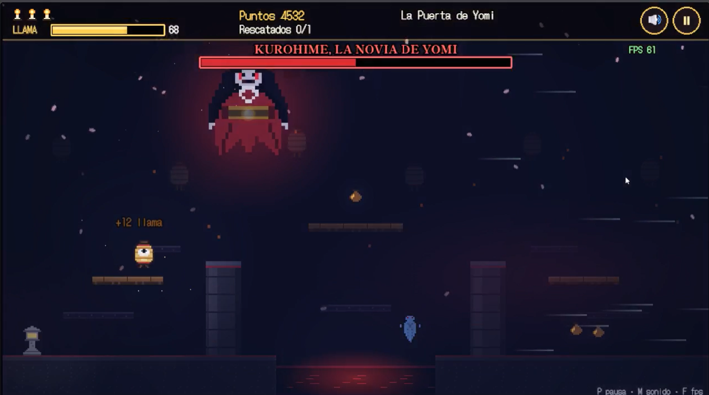 Puntos 4532
La Puerta de Yomi
LLAMA
68
Rescatados 0/1
KUROHIME, LA NOVIA DE YOMI
FPS 61
+12 llama
P pausa - M sonido - F fps